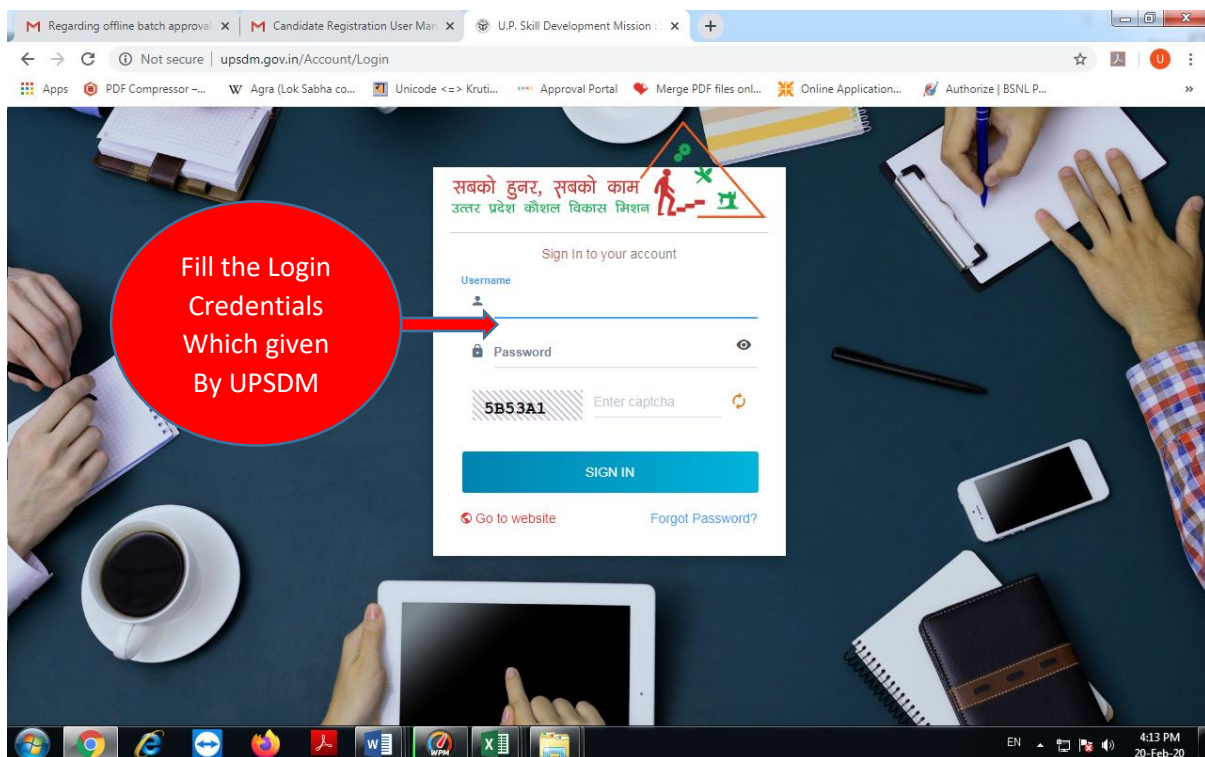 Regarding offline batch approval
Candidate Registration User Man
U.P. Skill Development Mission :
Not secure | upsdm.gov.in/Account/Login
U
Apps PDF Compressor –... W Agra (Lok Sabha co... Unicode <=> Kruti... Approval Portal Merge PDF files onl... Online Application... Authorize | BSNL P... »
सबको हुनर, सबको काम
उत्तर प्रदेश कौशल विकास मिशन
Sign In to your account
Username
Fill the Login
Credentials
Which given
By UPSDM
Password
5B53A1 Enter captcha
SIGN IN
Go to website Forgot Password?
WPM
EN 4:13 PM
20-Feb-20